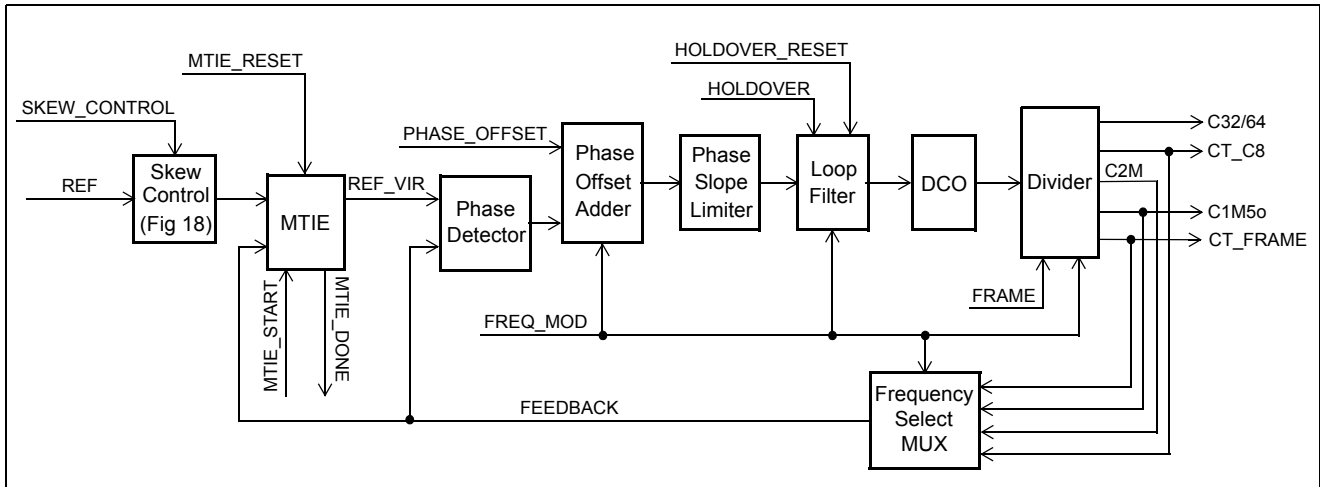 MTIE_RESET
HOLDOVER_RESET
HOLDOVER
SKEW_CONTROL
PHASE_OFFSET
REF
Skew
Control
(Fig 18)
MTIE
REF_VIR
Phase
Detector
Phase
Offset
Adder
Phase
Slope
Limiter
Loop
Filter
DCO
Divider
C32/64
CT_C8
C2M
C1M5o
CT_FRAME
MTIE_START
MTIE_DONE
FRAME
FREQ_MOD
FEEDBACK
Frequency
Select
MUX